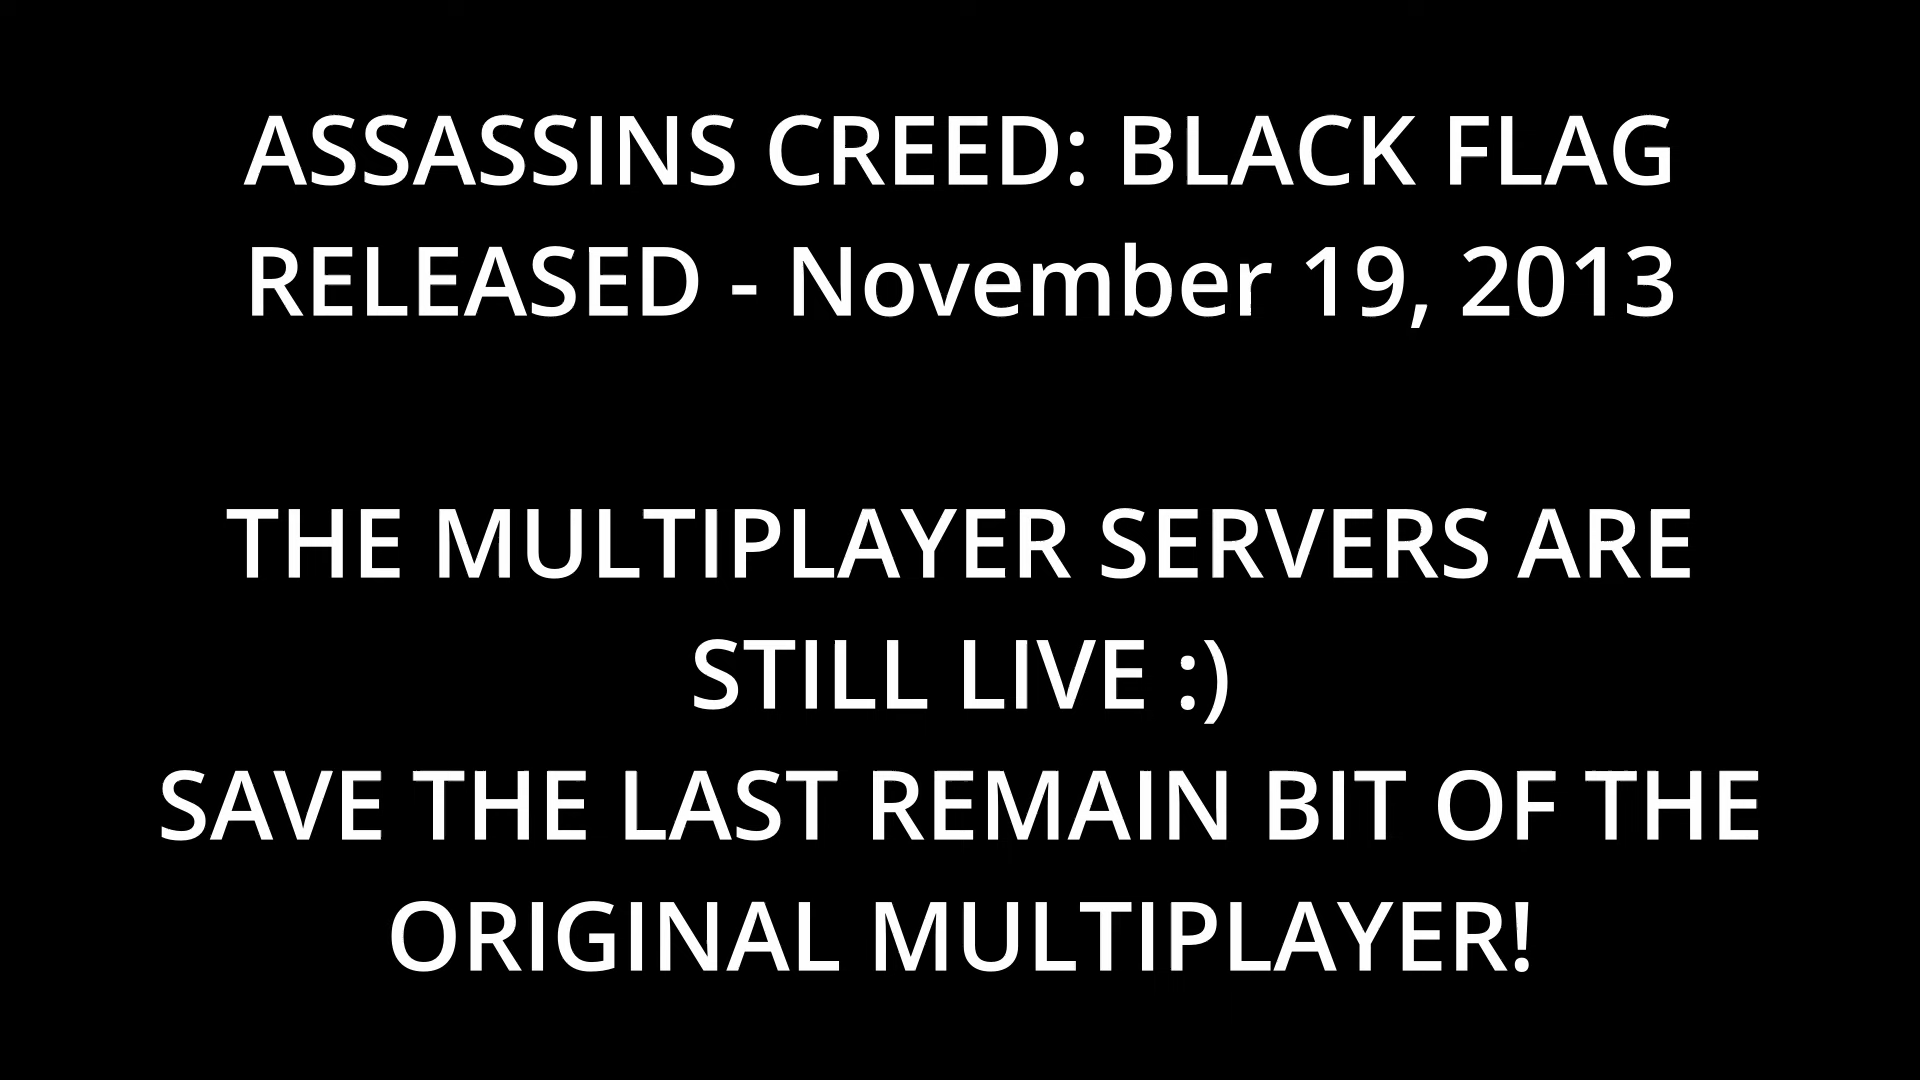 ASSASSINS CREED: BLACK FLAG
RELEASED - November 19, 2013
THE MULTIPLAYER SERVERS ARE
STILL LIVE :)
SAVE THE LAST REMAIN BIT OF THE
ORIGINAL MULTIPLAYER!